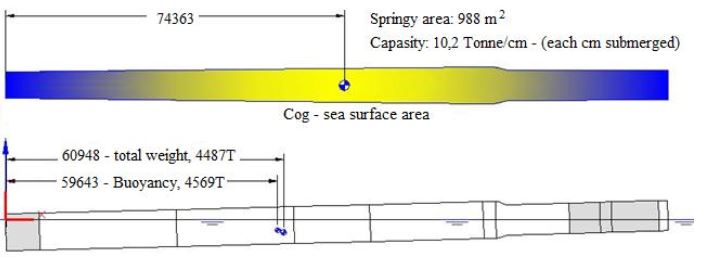 74363
Springy area: 988 m2
Capasity: 10,2 Tonne/cm - (each cm submerged)
Cog - sea surface area
60948 - total weight, 4487T
59643 - Buoyancy, 4569T
X